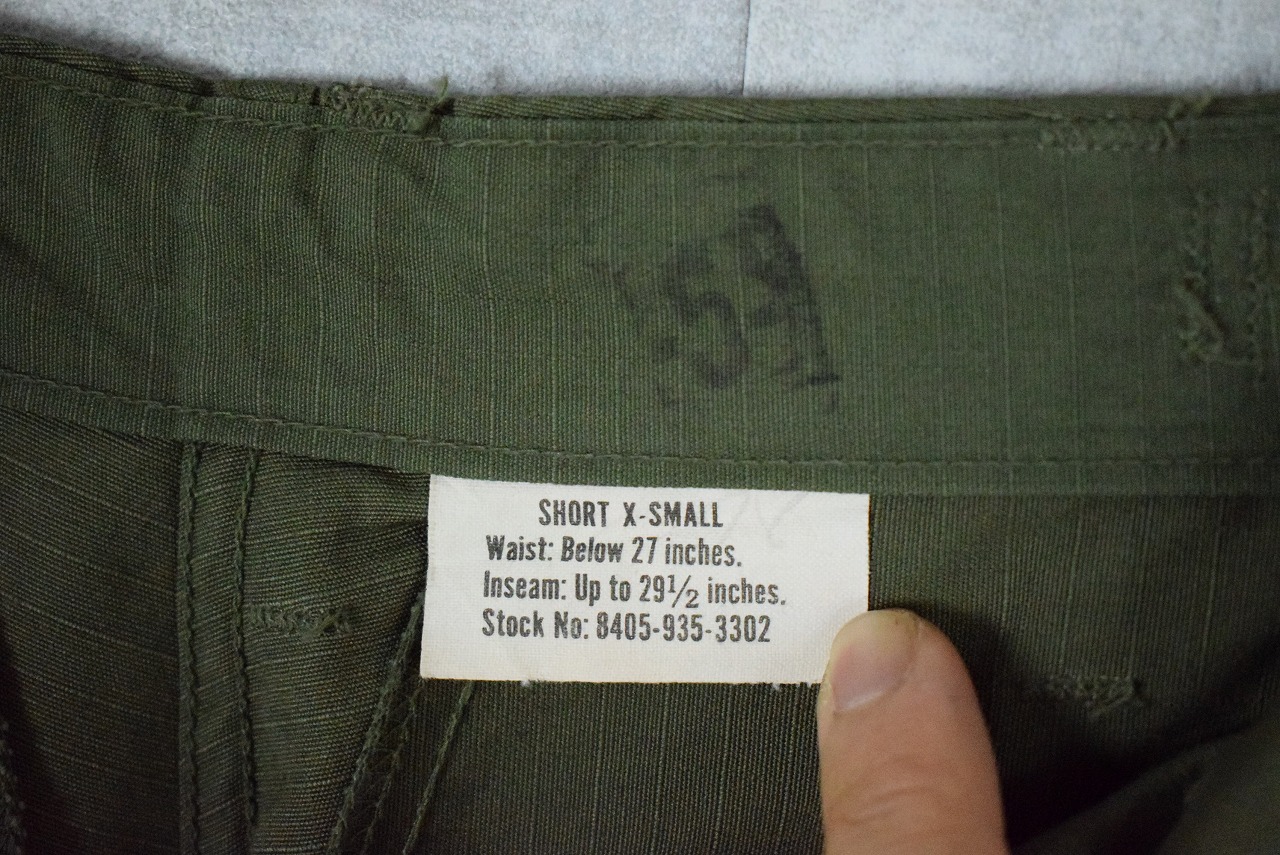 SHORT X-SMALL
Waist: Below 27 inches.
Inseam: Up to 29½ inches.
Stock No: 8405-935-3302